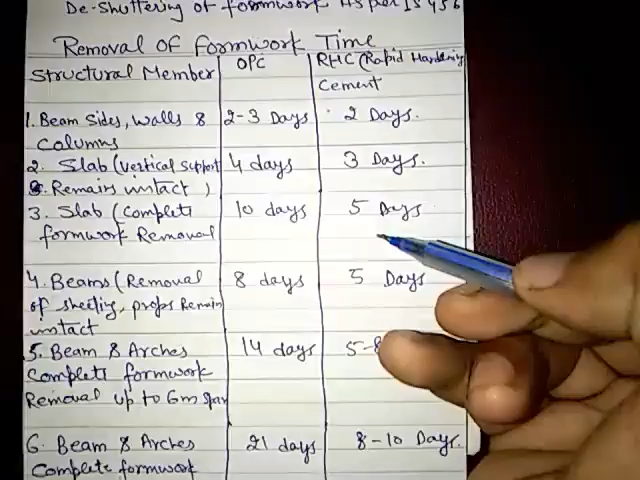 De-Shuttering of formwork As per IS 456
Removal Of Formwork Time
Structural Member OPC RHC (Rapid Hardening
Cement
1. Beam Sides, Walls & 2-3 Days 2 Days.
Columns
2. Slab (Vertical Support 4 days 3 Days.
Remains intact)
3. Slab (Complete 10 days 5 Days
formwork Removal
4. Beams (Removal 8 days 5 Days
of sheeting, props Remain
intact
5. Beam & Arches 14 days 5-8
Complete formwork
Removal up to 6m span
6. Beam & Arches 21 days 8-10 Days.
Complete formwork